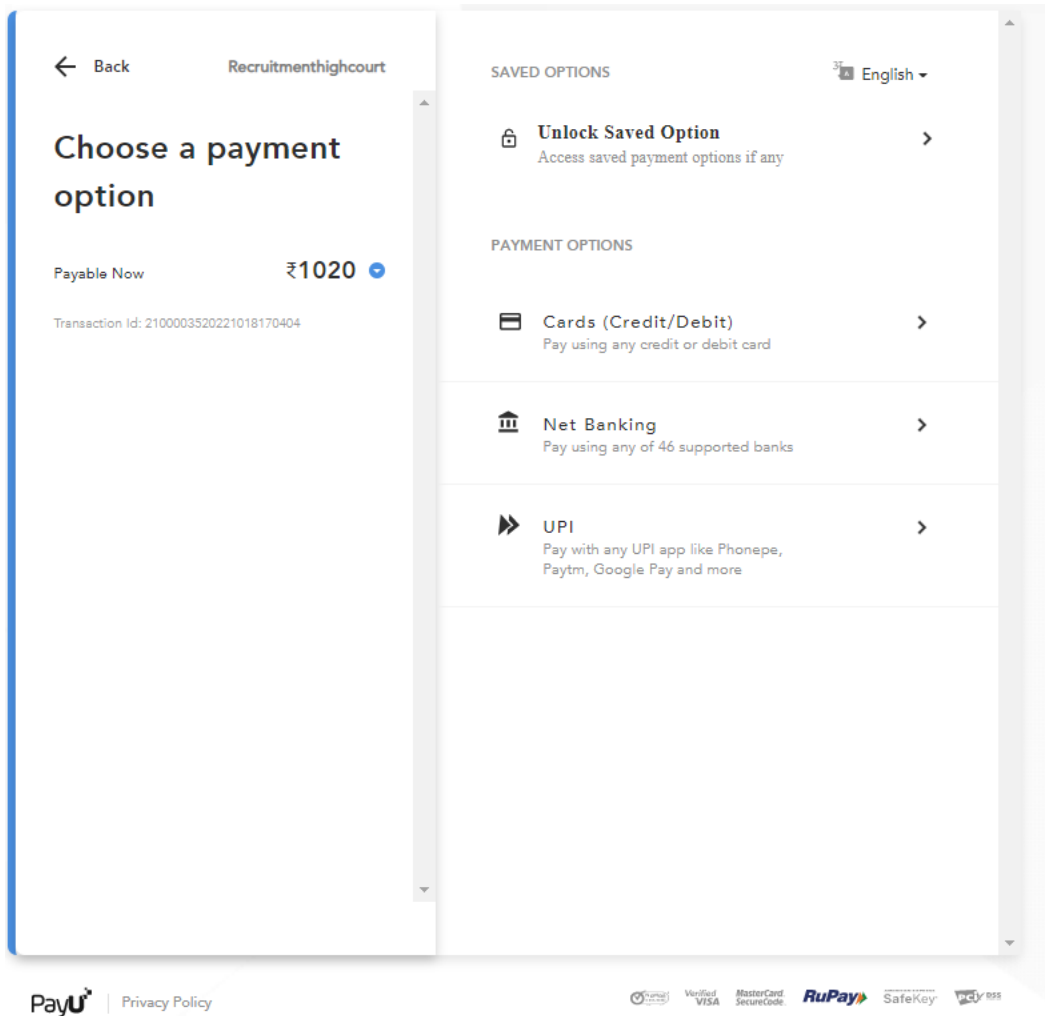 Back
Recruitmenthighcourt
Choose a payment
option
Payable Now
₹1020
Transaction Id: 2100003520221018170404
SAVED OPTIONS
English
Unlock Saved Option
Access saved payment options if any
PAYMENT OPTIONS
Cards (Credit/Debit)
Pay using any credit or debit card
Net Banking
Pay using any of 46 supported banks
UPI
Pay with any UPI app like Phonepe,
Paytm, Google Pay and more
PayU
Privacy Policy
Verified
VISA
MasterCard.
SecureCode.
RuPay
SafeKey
PCI DSS